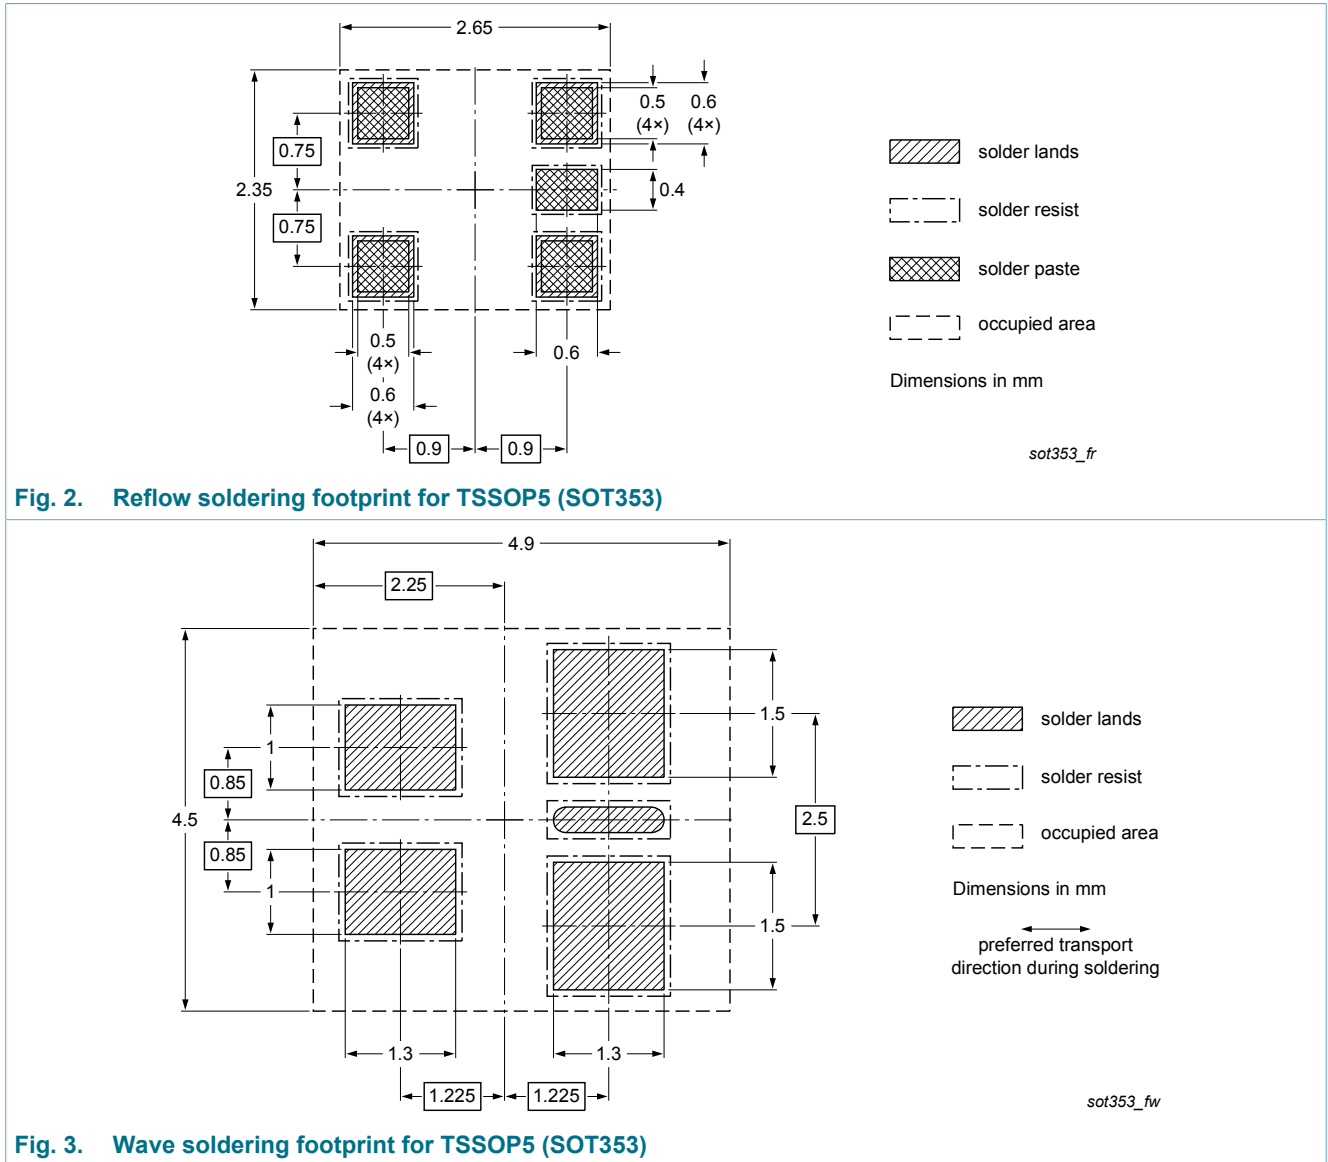 2.65
0.5
(4×)
0.6
(4×)
0.75
2.35
0.75
0.4
0.5
(4×)
0.6
(4×)
0.6
0.9
0.9
solder lands
solder resist
solder paste
occupied area
Dimensions in mm
sot353_fr
Fig. 2. Reflow soldering footprint for TSSOP5 (SOT353)
4.9
2.25
1
0.85
4.5
0.85
1
1.5
2.5
1.5
1.3
1.3
1.225
1.225
solder lands
solder resist
occupied area
Dimensions in mm
preferred transport
direction during soldering
sot353_fw
Fig. 3. Wave soldering footprint for TSSOP5 (SOT353)